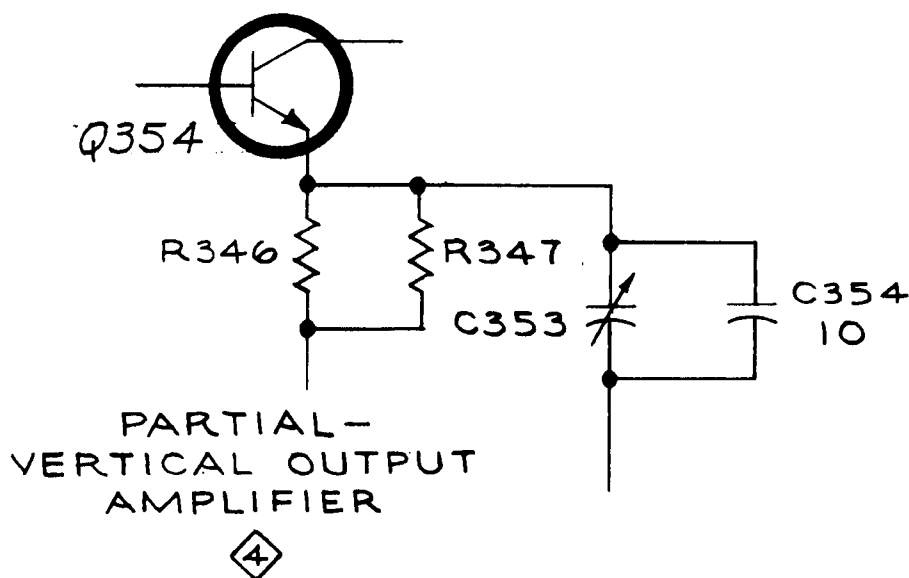 Q354
R346
R347
C353
C354
10
PARTIAL-
VERTICAL OUTPUT
AMPLIFIER
4